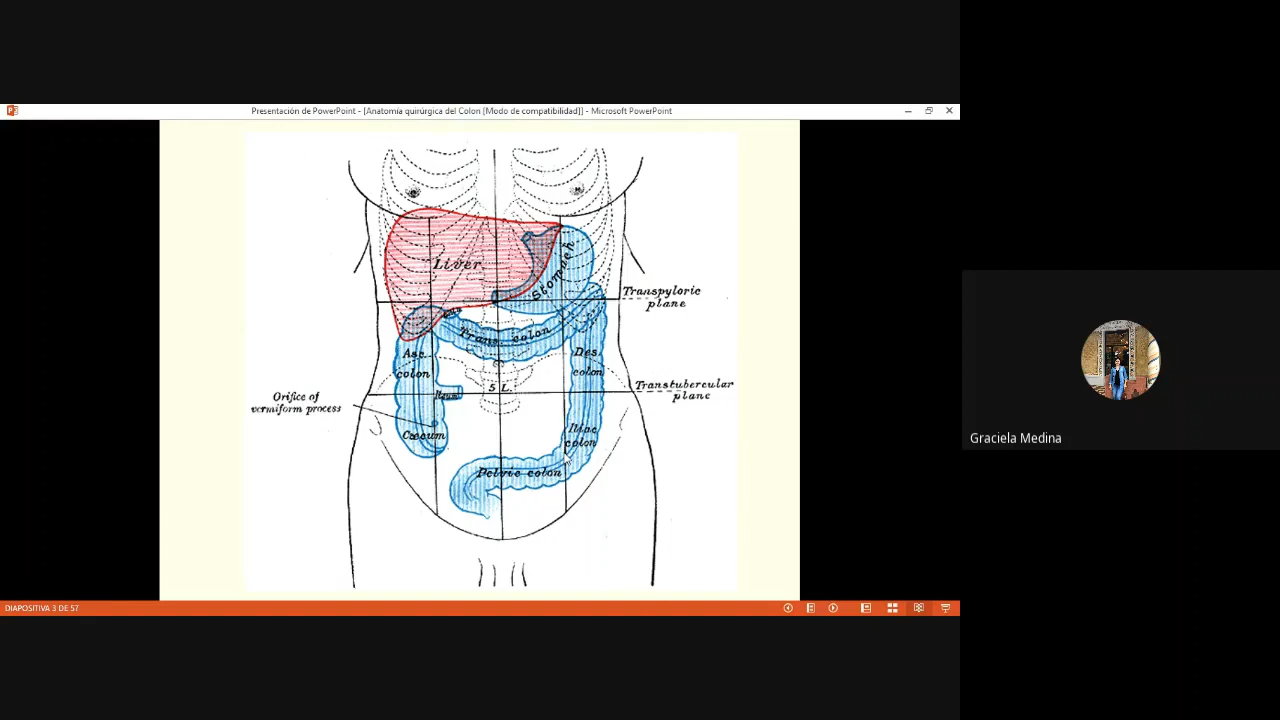 Presentación de PowerPoint - [Anatomía quirúrgica del Colon [Modo de compatibilidad]] - Microsoft PowerPoint
Liver
Stomach
Transpyloric
plane
Trans. colon
Asc.
colon
Des.
colon
5 L.
Transtubercular
plane
Ileum
Orifice of
vermiform process
Cæcum
Iliac
colon
Pelvic colon
Graciela Medina
DIAPOSITIVA 3 DE 57